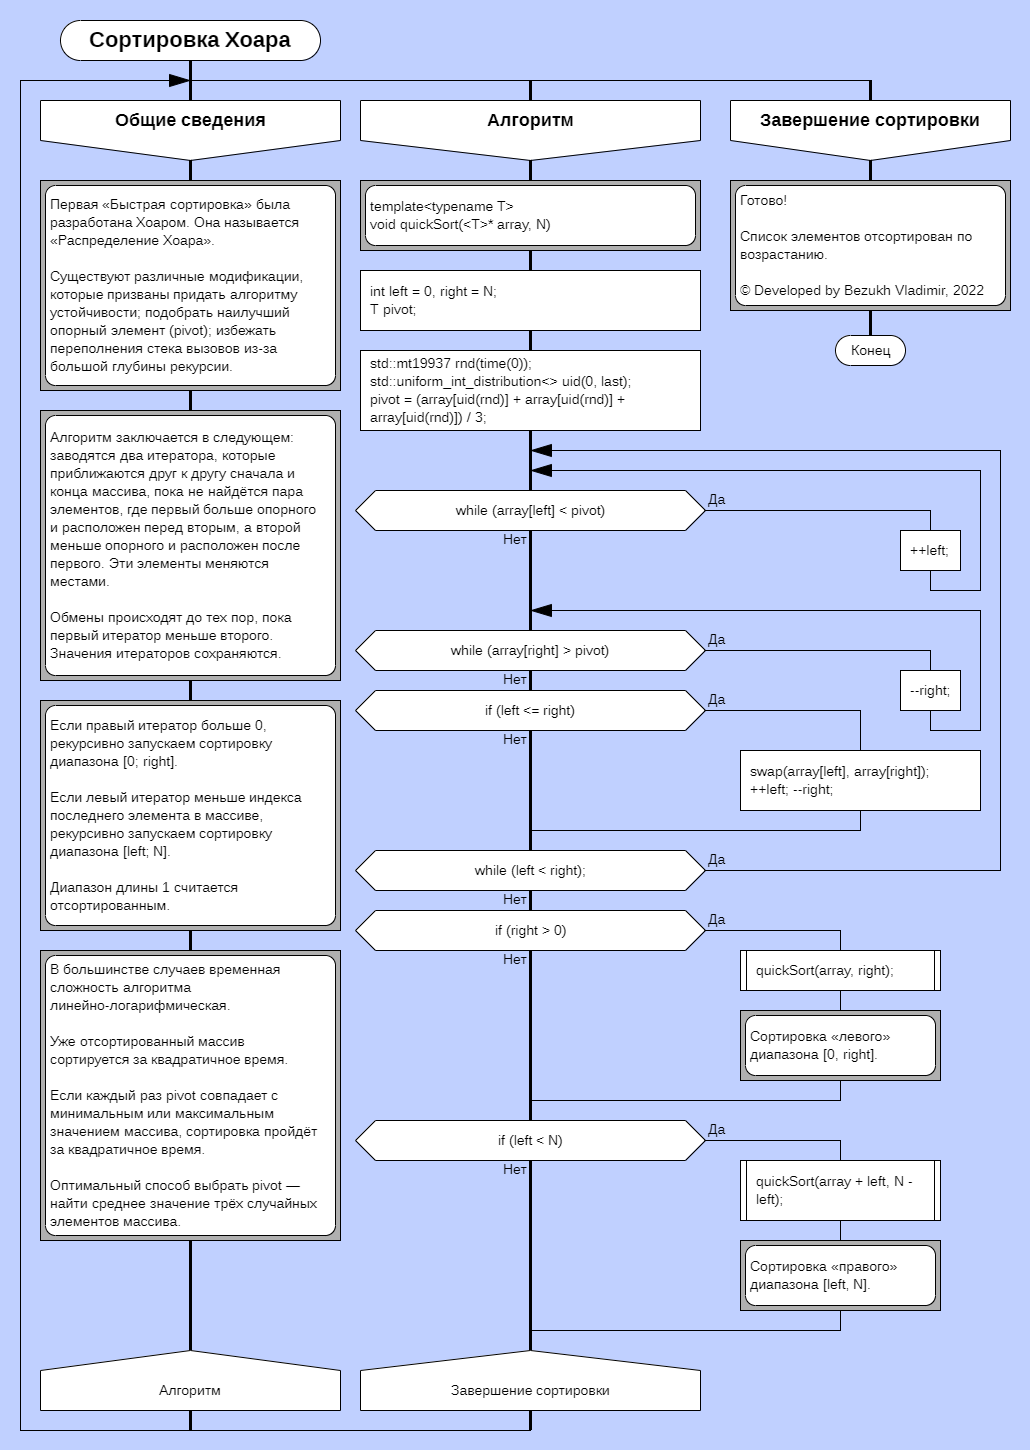 Сортировка Хоара
Общие сведения
Первая «Быстрая сортировка» была
разработана Хоаром. Она называется
«Распределение Хоара».
Существуют различные модификации,
которые призваны придать алгоритму
устойчивости; подобрать наилучший
опорный элемент (pivot); избежать
переполнения стека вызовов из-за
большой глубины рекурсии.
Алгоритм заключается в следующем:
заводятся два итератора, которые
приближаются друг к другу сначала и
конца массива, пока не найдётся пара
элементов, где первый больше опорного
и расположен перед вторым, а второй
меньше опорного и расположен после
первого. Эти элементы меняются
местами.
Обмены происходят до тех пор, пока
первый итератор меньше второго.
Значения итераторов сохраняются.
Если правый итератор больше 0,
рекурсивно запускаем сортировку
диапазона [0; right].
Если левый итератор меньше индекса
последнего элемента в массиве,
рекурсивно запускаем сортировку
диапазона [left; N].
Диапазон длины 1 считается
отсортированным.
В большинстве случаев временная
сложность алгоритма
линейно-логарифмическая.
Уже отсортированный массив
сортируется за квадратичное время.
Если каждый раз pivot совпадает с
минимальным или максимальным
значением массива, сортировка пройдёт
за квадратичное время.
Оптимальный способ выбрать pivot —
найти среднее значение трёх случайных
элементов массива.
Алгоритм
Алгоритм
template<typename T>
void quickSort(<T>* array, N)
int left = 0, right = N;
T pivot;
std::mt19937 rnd(time(0));
std::uniform_int_distribution<> uid(0, last);
pivot = (array[uid(rnd)] + array[uid(rnd)] +
array[uid(rnd)]) / 3;
while (array[left] < pivot)
Да
Нет
++left;
while (array[right] > pivot)
Да
Нет
--right;
if (left <= right)
Да
Нет
swap(array[left], array[right]);
++left; --right;
while (left < right);
Да
Нет
if (right > 0)
Да
Нет
quickSort(array, right);
Сортировка «левого»
диапазона [0, right].
if (left < N)
Да
Нет
quickSort(array + left, N -
left);
Сортировка «правого»
диапазона [left, N].
Завершение сортировки
Завершение сортировки
Готово!
Список элементов отсортирован по
возрастанию.
© Developed by Bezukh Vladimir, 2022
Конец